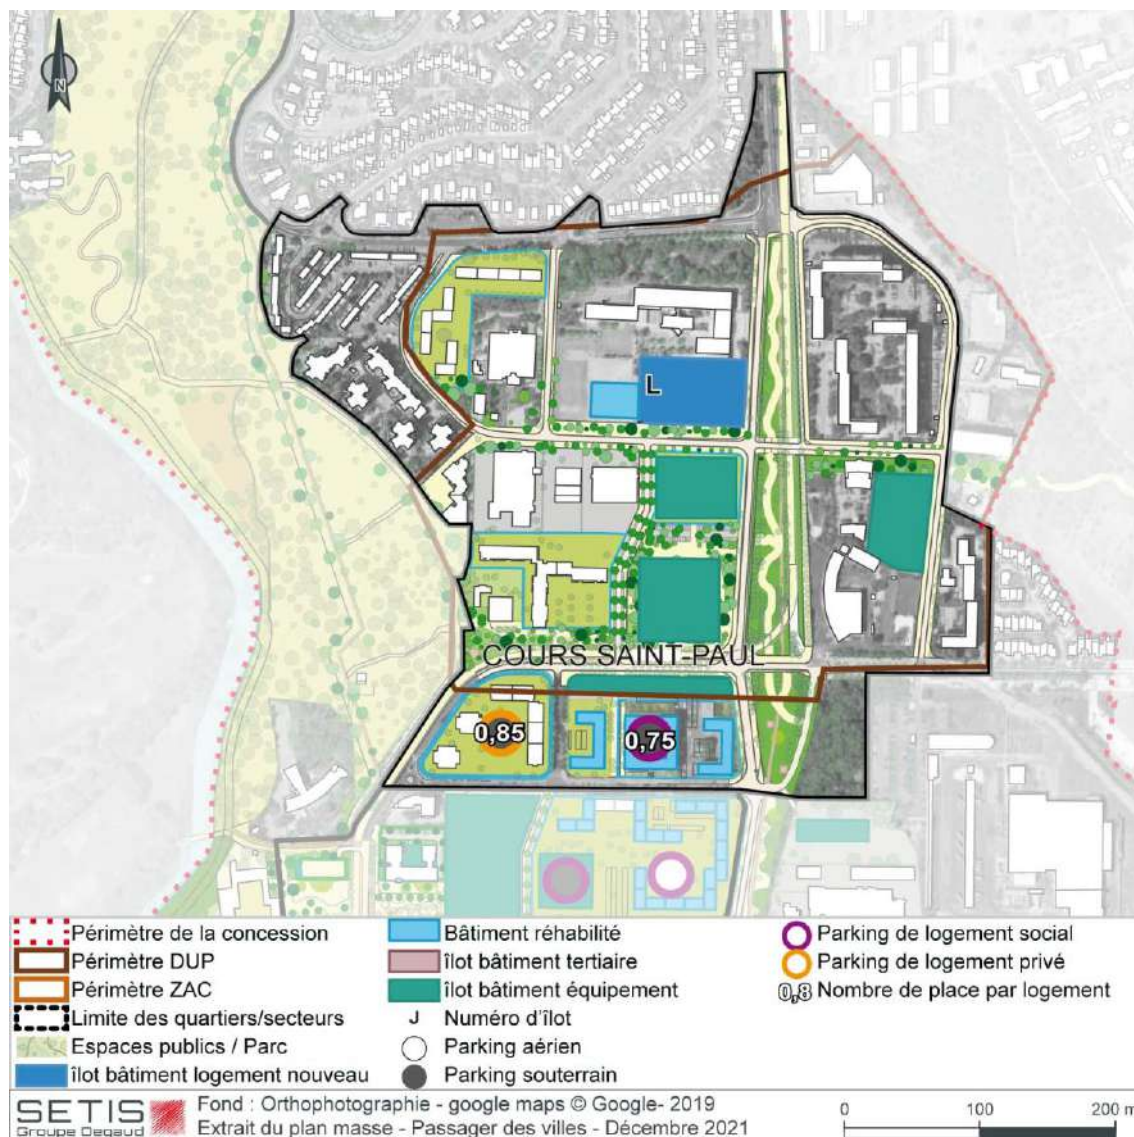 N
L
COURS SAINT-PAUL
0,85
0,75
Périmètre de la concession
Périmètre DUP
Périmètre ZAC
Limite des quartiers/secteurs
Espaces publics / Parc
îlot bâtiment logement nouveau
Bâtiment réhabilité
îlot bâtiment tertiaire
îlot bâtiment équipement
J Numéro d'îlot
Parking aérien
Parking souterrain
Parking de logement social
Parking de logement privé
0,8 Nombre de place par logement
SETIS
Groupe Degaud
Fond : Orthophotographie - google maps © Google- 2019
Extrait du plan masse - Passager des villes - Décembre 2021
0 100 200 m